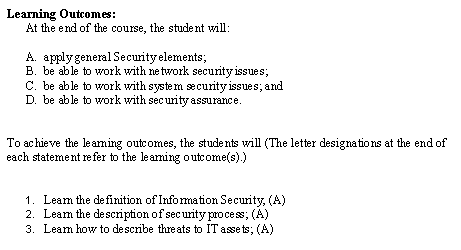 Learning Outcomes:
At the end of the course, the student will:
A. apply general Security elements;
B. be able to work with network security issues;
C. be able to work with system security issues; and
D. be able to work with security assurance.
To achieve the learning outcomes, the students will (The letter designations at the end of
each statement refer to the learning outcome(s).)
1. Learn the definition of Information Security; (A)
2. Learn the description of security process; (A)
3. Learn how to describe threats to IT assets; (A)